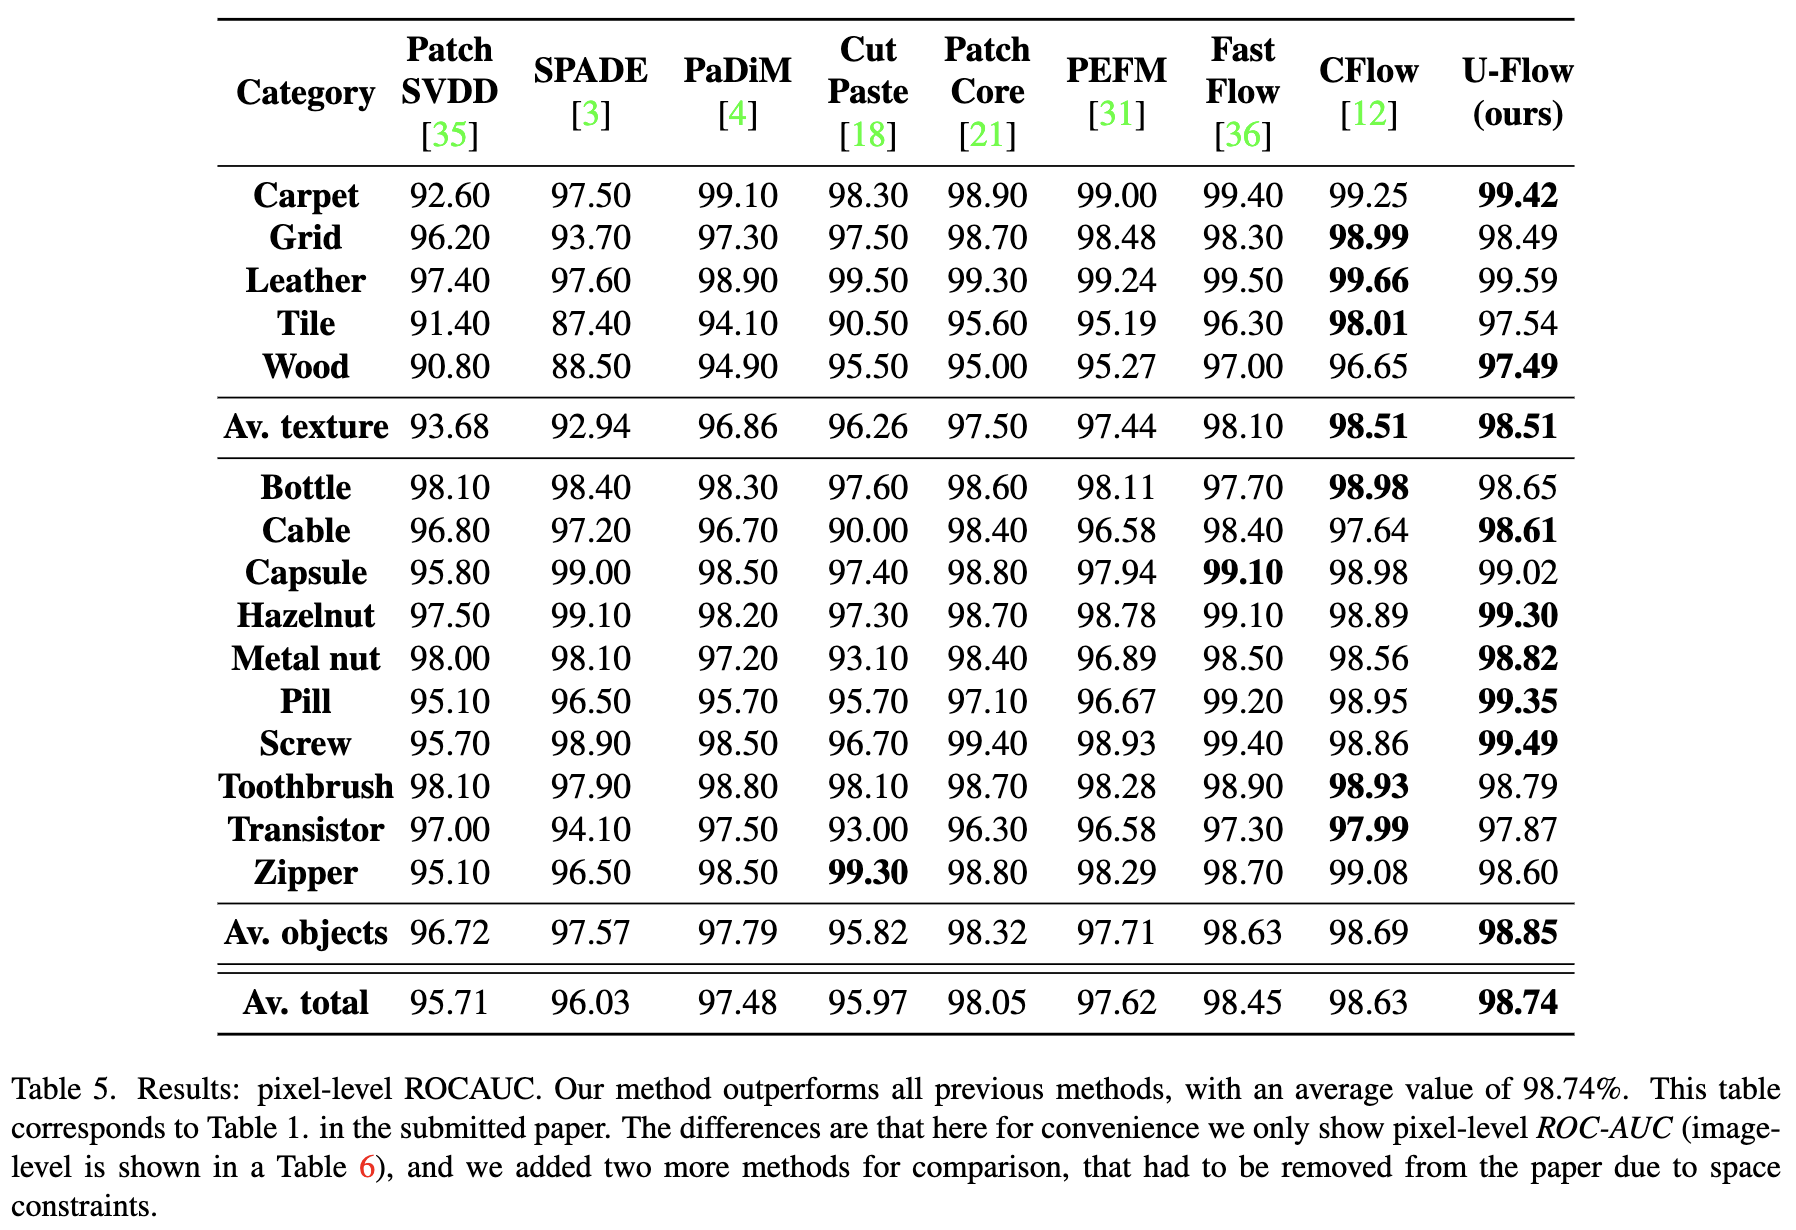 Category Patch SVDD [35] SPADE [3] PaDiM [4] Cut Paste [18] Patch Core [21] PEFM [31] Fast Flow [36] CFlow [12] U-Flow (ours)
Carpet 92.60 97.50 99.10 98.30 98.90 99.00 99.40 99.25 99.42
Grid 96.20 93.70 97.30 97.50 98.70 98.48 98.30 98.99 98.49
Leather 97.40 97.60 98.90 99.50 99.30 99.24 99.50 99.66 99.59
Tile 91.40 87.40 94.10 90.50 95.60 95.19 96.30 98.01 97.54
Wood 90.80 88.50 94.90 95.50 95.00 95.27 97.00 96.65 97.49
Av. texture 93.68 92.94 96.86 96.26 97.50 97.44 98.10 98.51 98.51
Bottle 98.10 98.40 98.30 97.60 98.60 98.11 97.70 98.98 98.65
Cable 96.80 97.20 96.70 90.00 98.40 96.58 98.40 97.64 98.61
Capsule 95.80 99.00 98.50 97.40 98.80 97.94 99.10 98.98 99.02
Hazelnut 97.50 99.10 98.20 97.30 98.70 98.78 99.10 98.89 99.30
Metal nut 98.00 98.10 97.20 93.10 98.40 96.89 98.50 98.56 98.82
Pill 95.10 96.50 95.70 95.70 97.10 96.67 99.20 98.95 99.35
Screw 95.70 98.90 98.50 96.70 99.40 98.93 99.40 98.86 99.49
Toothbrush 98.10 97.90 98.80 98.10 98.70 98.28 98.90 98.93 98.79
Transistor 97.00 94.10 97.50 93.00 96.30 96.58 97.30 97.99 97.87
Zipper 95.10 96.50 98.50 99.30 98.80 98.29 98.70 99.08 98.60
Av. objects 96.72 97.57 97.79 95.82 98.32 97.71 98.63 98.69 98.85
Av. total 95.71 96.03 97.48 95.97 98.05 97.62 98.45 98.63 98.74
Table 5. Results: pixel-level ROCAUC. Our method outperforms all previous methods, with an average value of 98.74%. This table
corresponds to Table 1. in the submitted paper. The differences are that here for convenience we only show pixel-level ROC-AUC (image-
level is shown in a Table 6), and we added two more methods for comparison, that had to be removed from the paper due to space
constraints.